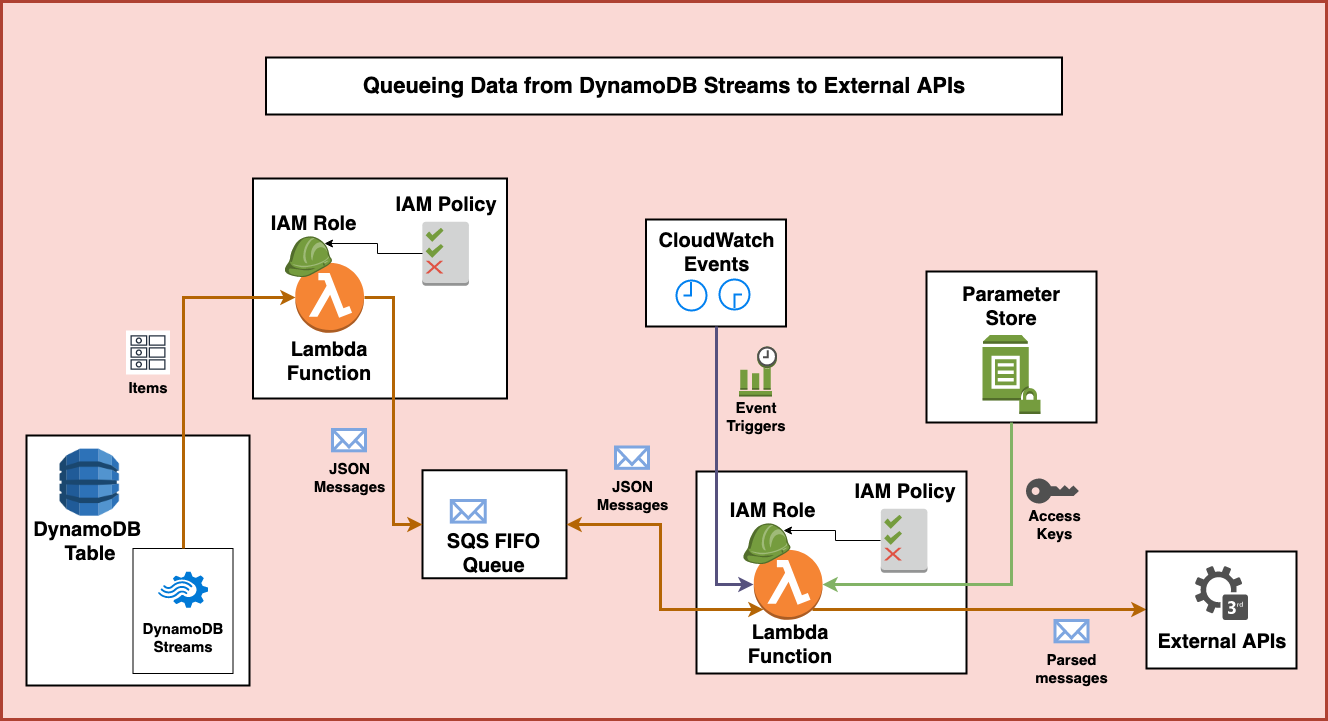 Queueing Data from DynamoDB Streams to External APIs
IAM Policy
IAM Role
Lambda
Function
Items
CloudWatch
Events
Event
Triggers
Parameter
Store
Access
Keys
DynamoDB
Table
DynamoDB
Streams
JSON
Messages
SQS FIFO
Queue
JSON
Messages
IAM Policy
IAM Role
Lambda
Function
Parsed
messages
3rd
External APIs